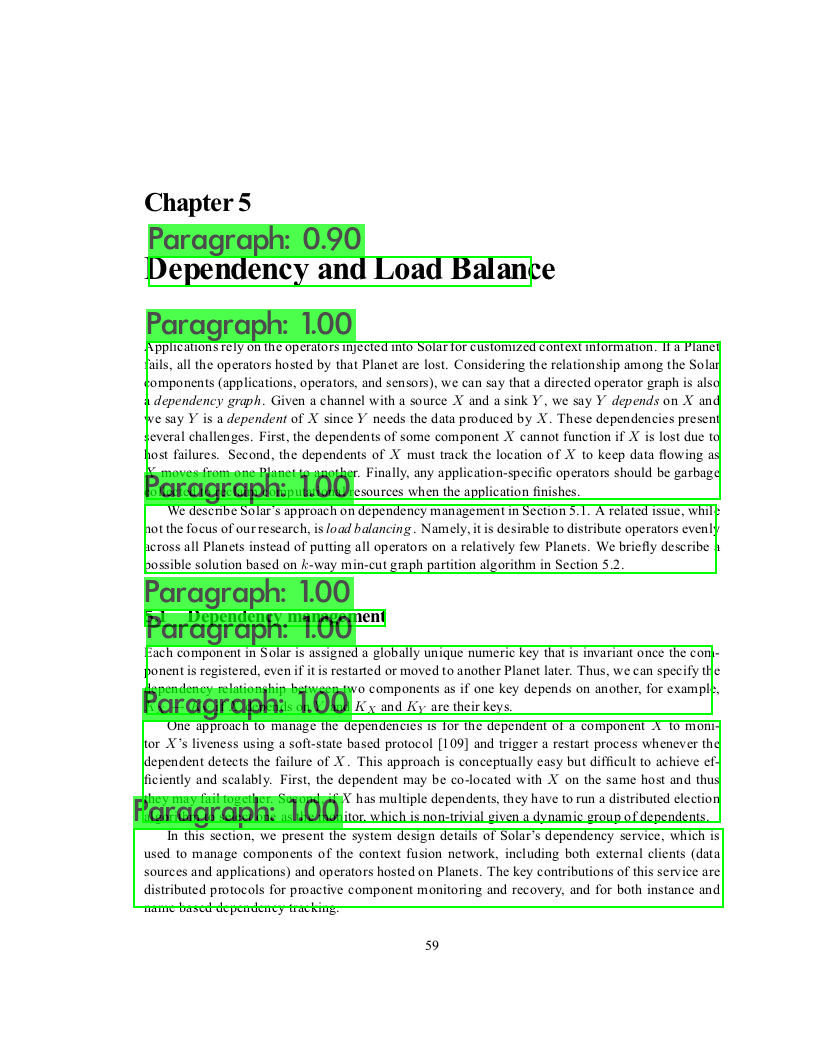 Chapter 5
Paragraph: 0.90
Dependency and Load Balance
Paragraph: 1.00
Applications rely on the operators injected into Solar for customized context information. If a Planet
fails, all the operators hosted by that Planet are lost. Considering the relationship among the Solar
components (applications, operators, and sensors), we can say that a directed operator graph is also
a dependency graph. Given a channel with a source X and a sink Y, we say Y depends on X and
we say Y is a dependent of X since Y needs the data produced by X. These dependencies present
several challenges. First, the dependents of some component X cannot function if X is lost due to
host failures. Second, the dependents of X must track the location of X to keep data flowing as
X moves from one Planet to another. Finally, any application-specific operators should be garbage
Paragraph: 1.00
computational resources when the application finishes.
We describe Solar's approach on dependency management in Section 5.1. A related issue, while
not the focus of our research, is load balancing. Namely, it is desirable to distribute operators evenly
across all Planets instead of putting all operators on a relatively few Planets. We briefly describe a
possible solution based on k-way min-cut graph partition algorithm in Section 5.2.
Paragraph: 1.00
5.1 Dependency management
Paragraph: 1.00
Each component in Solar is assigned a globally unique numeric key that is invariant once the com-
ponent is registered, even if it is restarted or moved to another Planet later. Thus, we can specify the
dependency relationship between two components as if one key depends on another, for example,
Paragraph: 1.00
depends on Y and K_X and K_Y are their keys.
One approach to manage the dependencies is for the dependent of a component X to moni-
tor X's liveness using a soft-state based protocol [109] and trigger a restart process whenever the
dependent detects the failure of X. This approach is conceptually easy but difficult to achieve ef-
ficiently and scalably. First, the dependent may be co-located with X on the same host and thus
they may fail together. Second, if X has multiple dependents, they have to run a distributed election
Paragraph: 1.00
algorithm to select one as the monitor, which is non-trivial given a dynamic group of dependents.
In this section, we present the system design details of Solar's dependency service, which is
used to manage components of the context fusion network, including both external clients (data
sources and applications) and operators hosted on Planets. The key contributions of this service are
distributed protocols for proactive component monitoring and recovery, and for both instance and
name based dependency tracking.
59